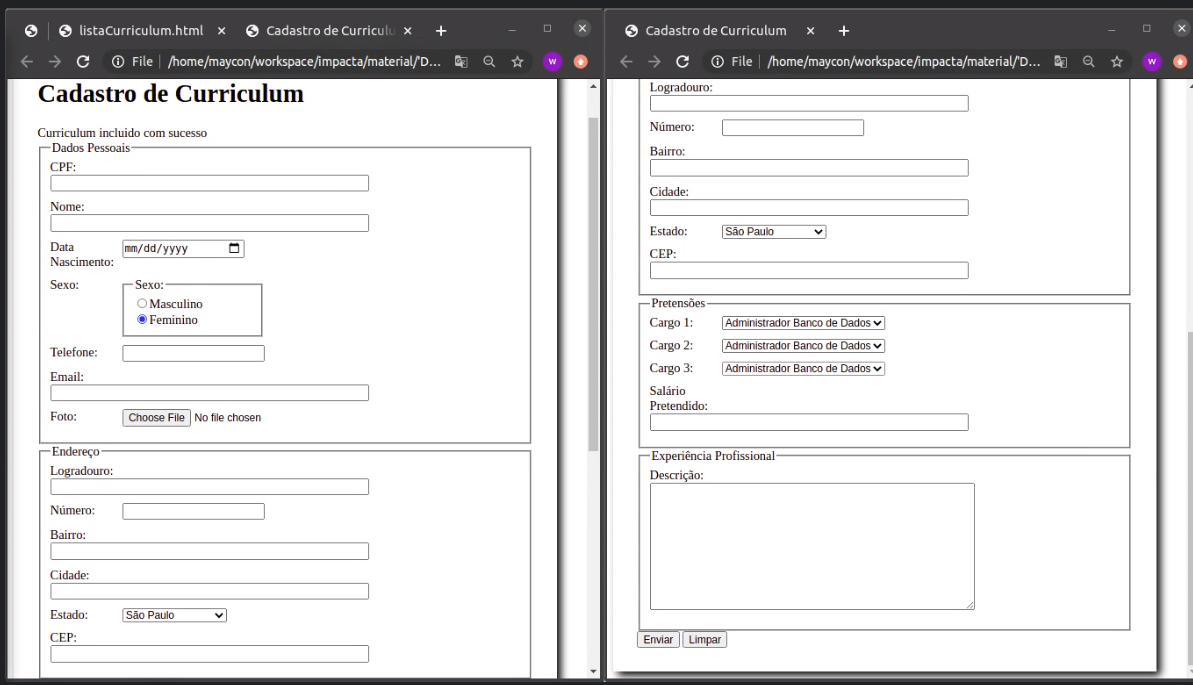 listaCurriculum.html
Cadastro de Curriculu
File
/home/maycon/workspace/impacta/material/'D...
W
Cadastro de Curriculum
Curriculum incluido com sucesso
Dados Pessoais
CPF:
Nome:
Data
Nascimento:
mm/dd/yyyy
Sexo:
Sexo:
Masculino
Feminino
Telefone:
Email:
Foto:
Choose File No file chosen
Endereço
Logradouro:
Número:
Bairro:
Cidade:
Estado:
São Paulo
CEP:
Cadastro de Curriculum
File
/home/maycon/workspace/impacta/material/'D...
W
Logradouro:
Número:
Bairro:
Cidade:
Estado:
São Paulo
CEP:
Pretensões
Cargo 1:
Administrador Banco de Dados
Cargo 2:
Administrador Banco de Dados
Cargo 3:
Administrador Banco de Dados
Salário
Pretendido:
Experiência Profissional
Descrição:
Enviar
Limpar